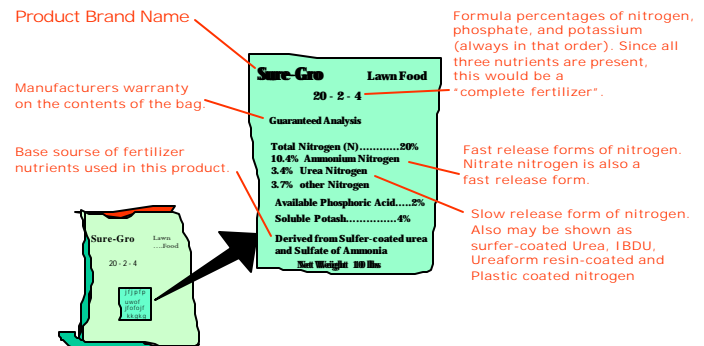 Product Brand Name
Formula percentages of nitrogen,
phosphate, and potassium
(always in that order). Since all
three nutrients are present,
this would be a
"complete fertilizer".
Manufacturers warranty
on the contents of the bag.
Base sourse of fertilizer
nutrients used in this product.
Sure-Gro Lawn Food
20 - 2 - 4
Guaranteed Analysis
Total Nitrogen (N)............20%
10.4% Ammonium Nitrogen
3.4% Urea Nitrogen
3.7% other Nitrogen
Available Phosphoric Acid.....2%
Soluble Potash...............4%
Derived from Sulfer-coated urea
and Sulfate of Ammonia
Net Weight 10 lbs
Fast release forms of nitrogen.
Nitrate nitrogen is also a
fast release form.
Slow release form of nitrogen.
Also may be shown as
surfer-coated Urea, IBDU,
Ureaform resin-coated and
Plastic coated nitrogen
Sure-Gro Lawn
....Food
20 - 2 - 4
jfjpfp
uwof
jfofojf
kkgkg